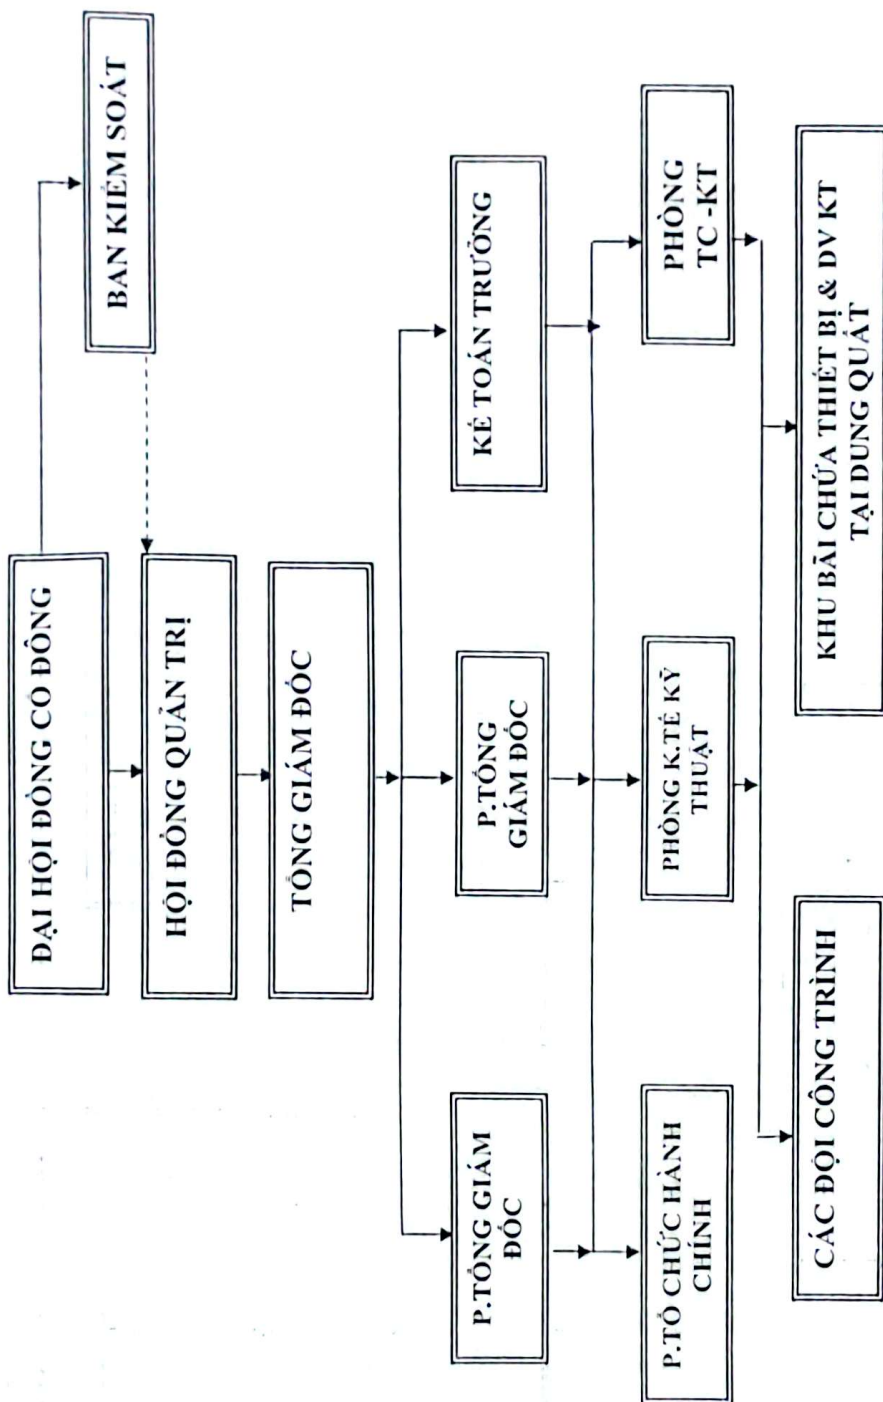 ĐẠI HỘI ĐỒNG CỔ ĐÔNG
BAN KIỂM SOÁT
HỘI ĐỒNG QUẢN TRỊ
TỔNG GIÁM ĐỐC
P.TỔNG GIÁM
ĐỐC
P.TỔNG
GIÁM ĐỐC
KẾ TOÁN TRƯỞNG
P.TỔ CHỨC HÀNH
CHÍNH
PHÒNG K.TẾ KỸ
THUẬT
PHÒNG
TC -KT
CÁC ĐỘI CÔNG TRÌNH
KHU BÃI CHỨA THIẾT BỊ & DV KT
TẠI DUNG QUẤT